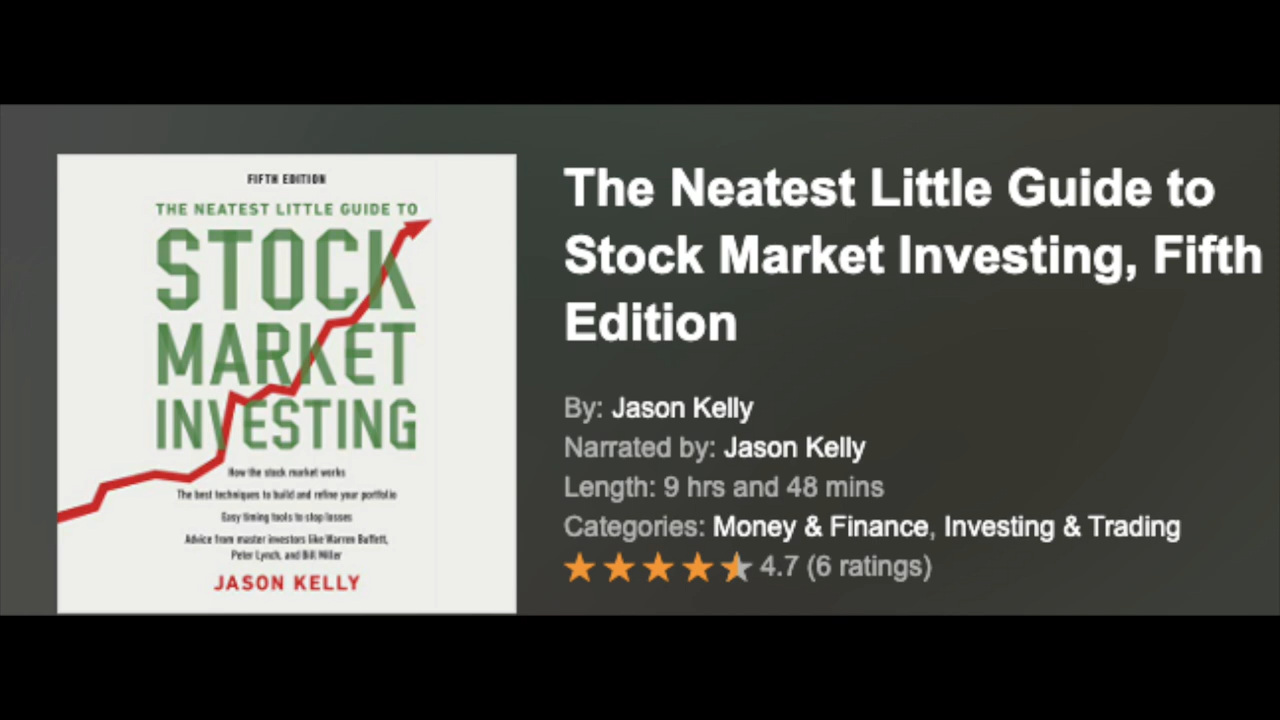 FIFTH EDITION
THE NEATEST LITTLE GUIDE TO
STOCK
MARKET
INVESTING
How the stock market works
The best techniques to build and refine your portfolio
Easy timing tools to stop losses
Advice from master investors like Warren Buffett,
Peter Lynch, and Bill Miller
JASON KELLY
The Neatest Little Guide to
Stock Market Investing, Fifth
Edition
By: Jason Kelly
Narrated by: Jason Kelly
Length: 9 hrs and 48 mins
Categories: Money & Finance, Investing & Trading
4.7 (6 ratings)